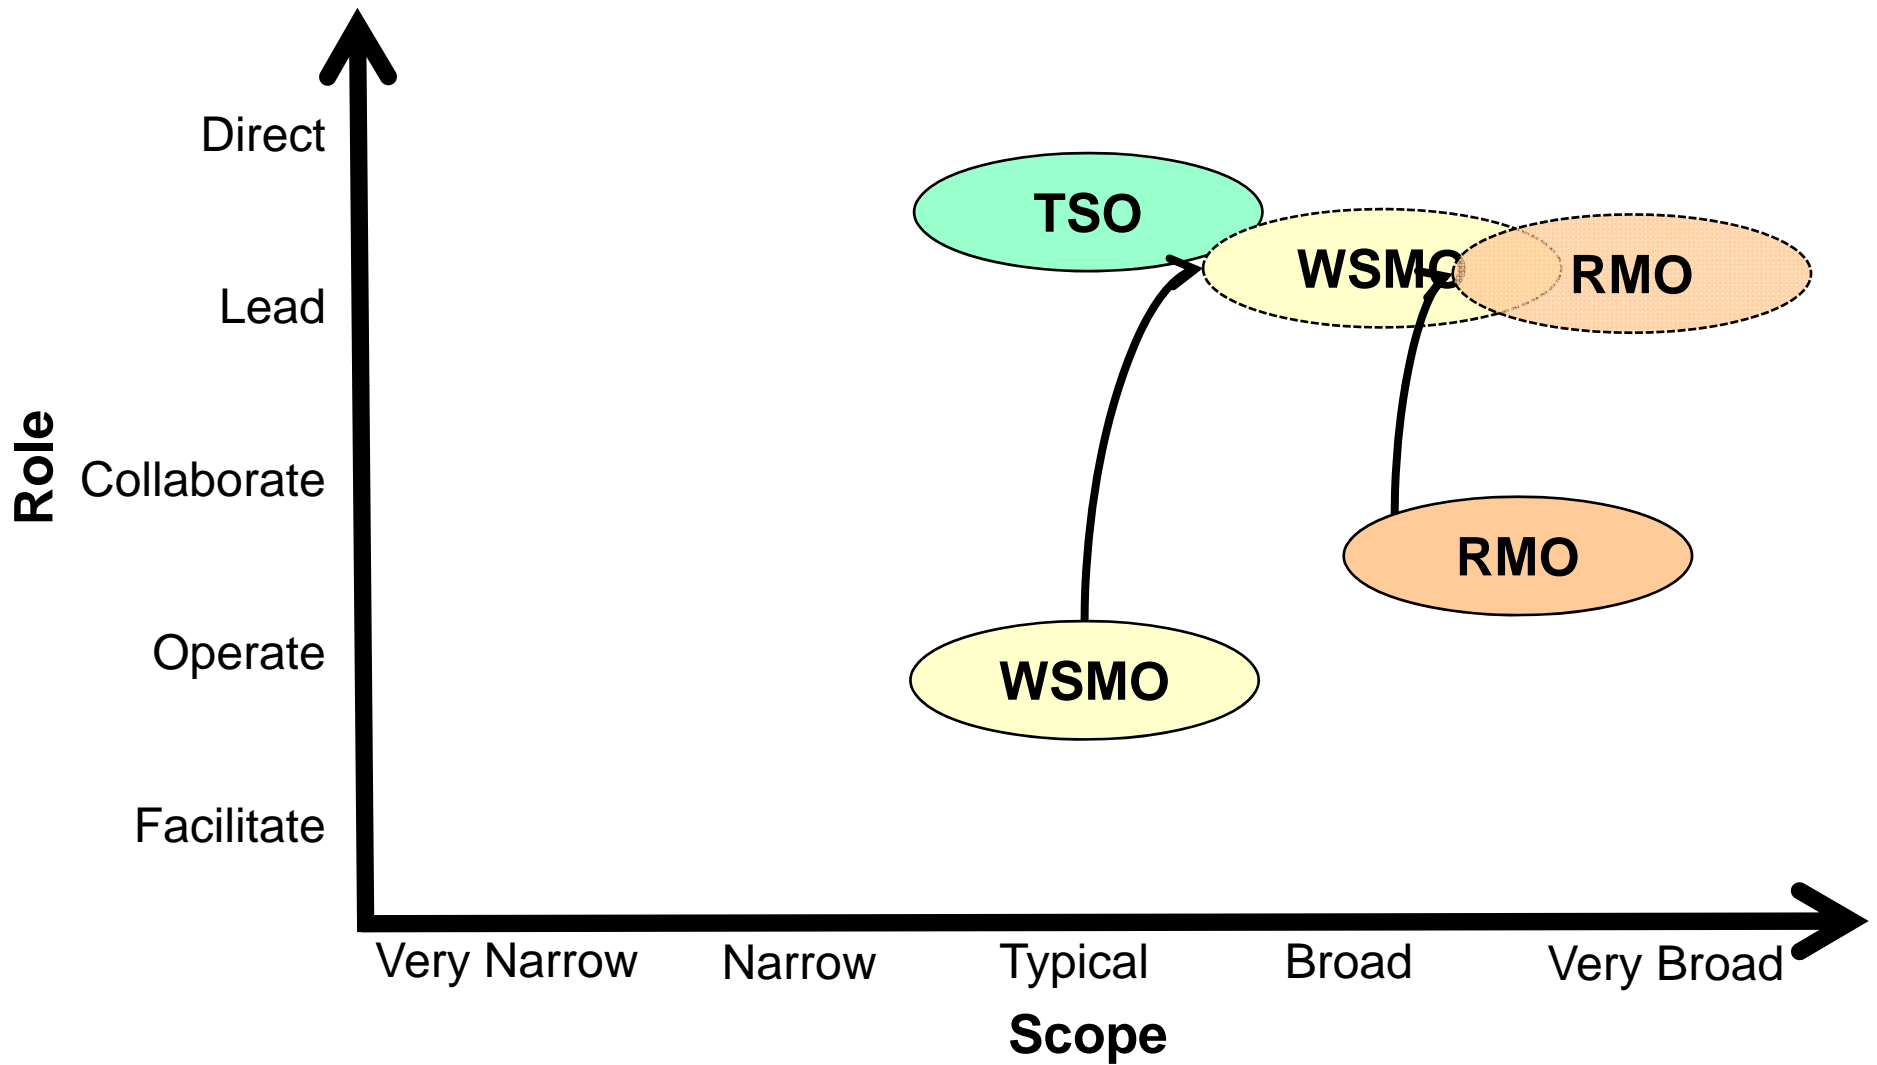 Direct
TSO
WSMO
RMO
Lead
Role
Collaborate
RMO
Operate
WSMO
Facilitate
Very Narrow
Narrow
Typical
Broad
Very Broad
Scope